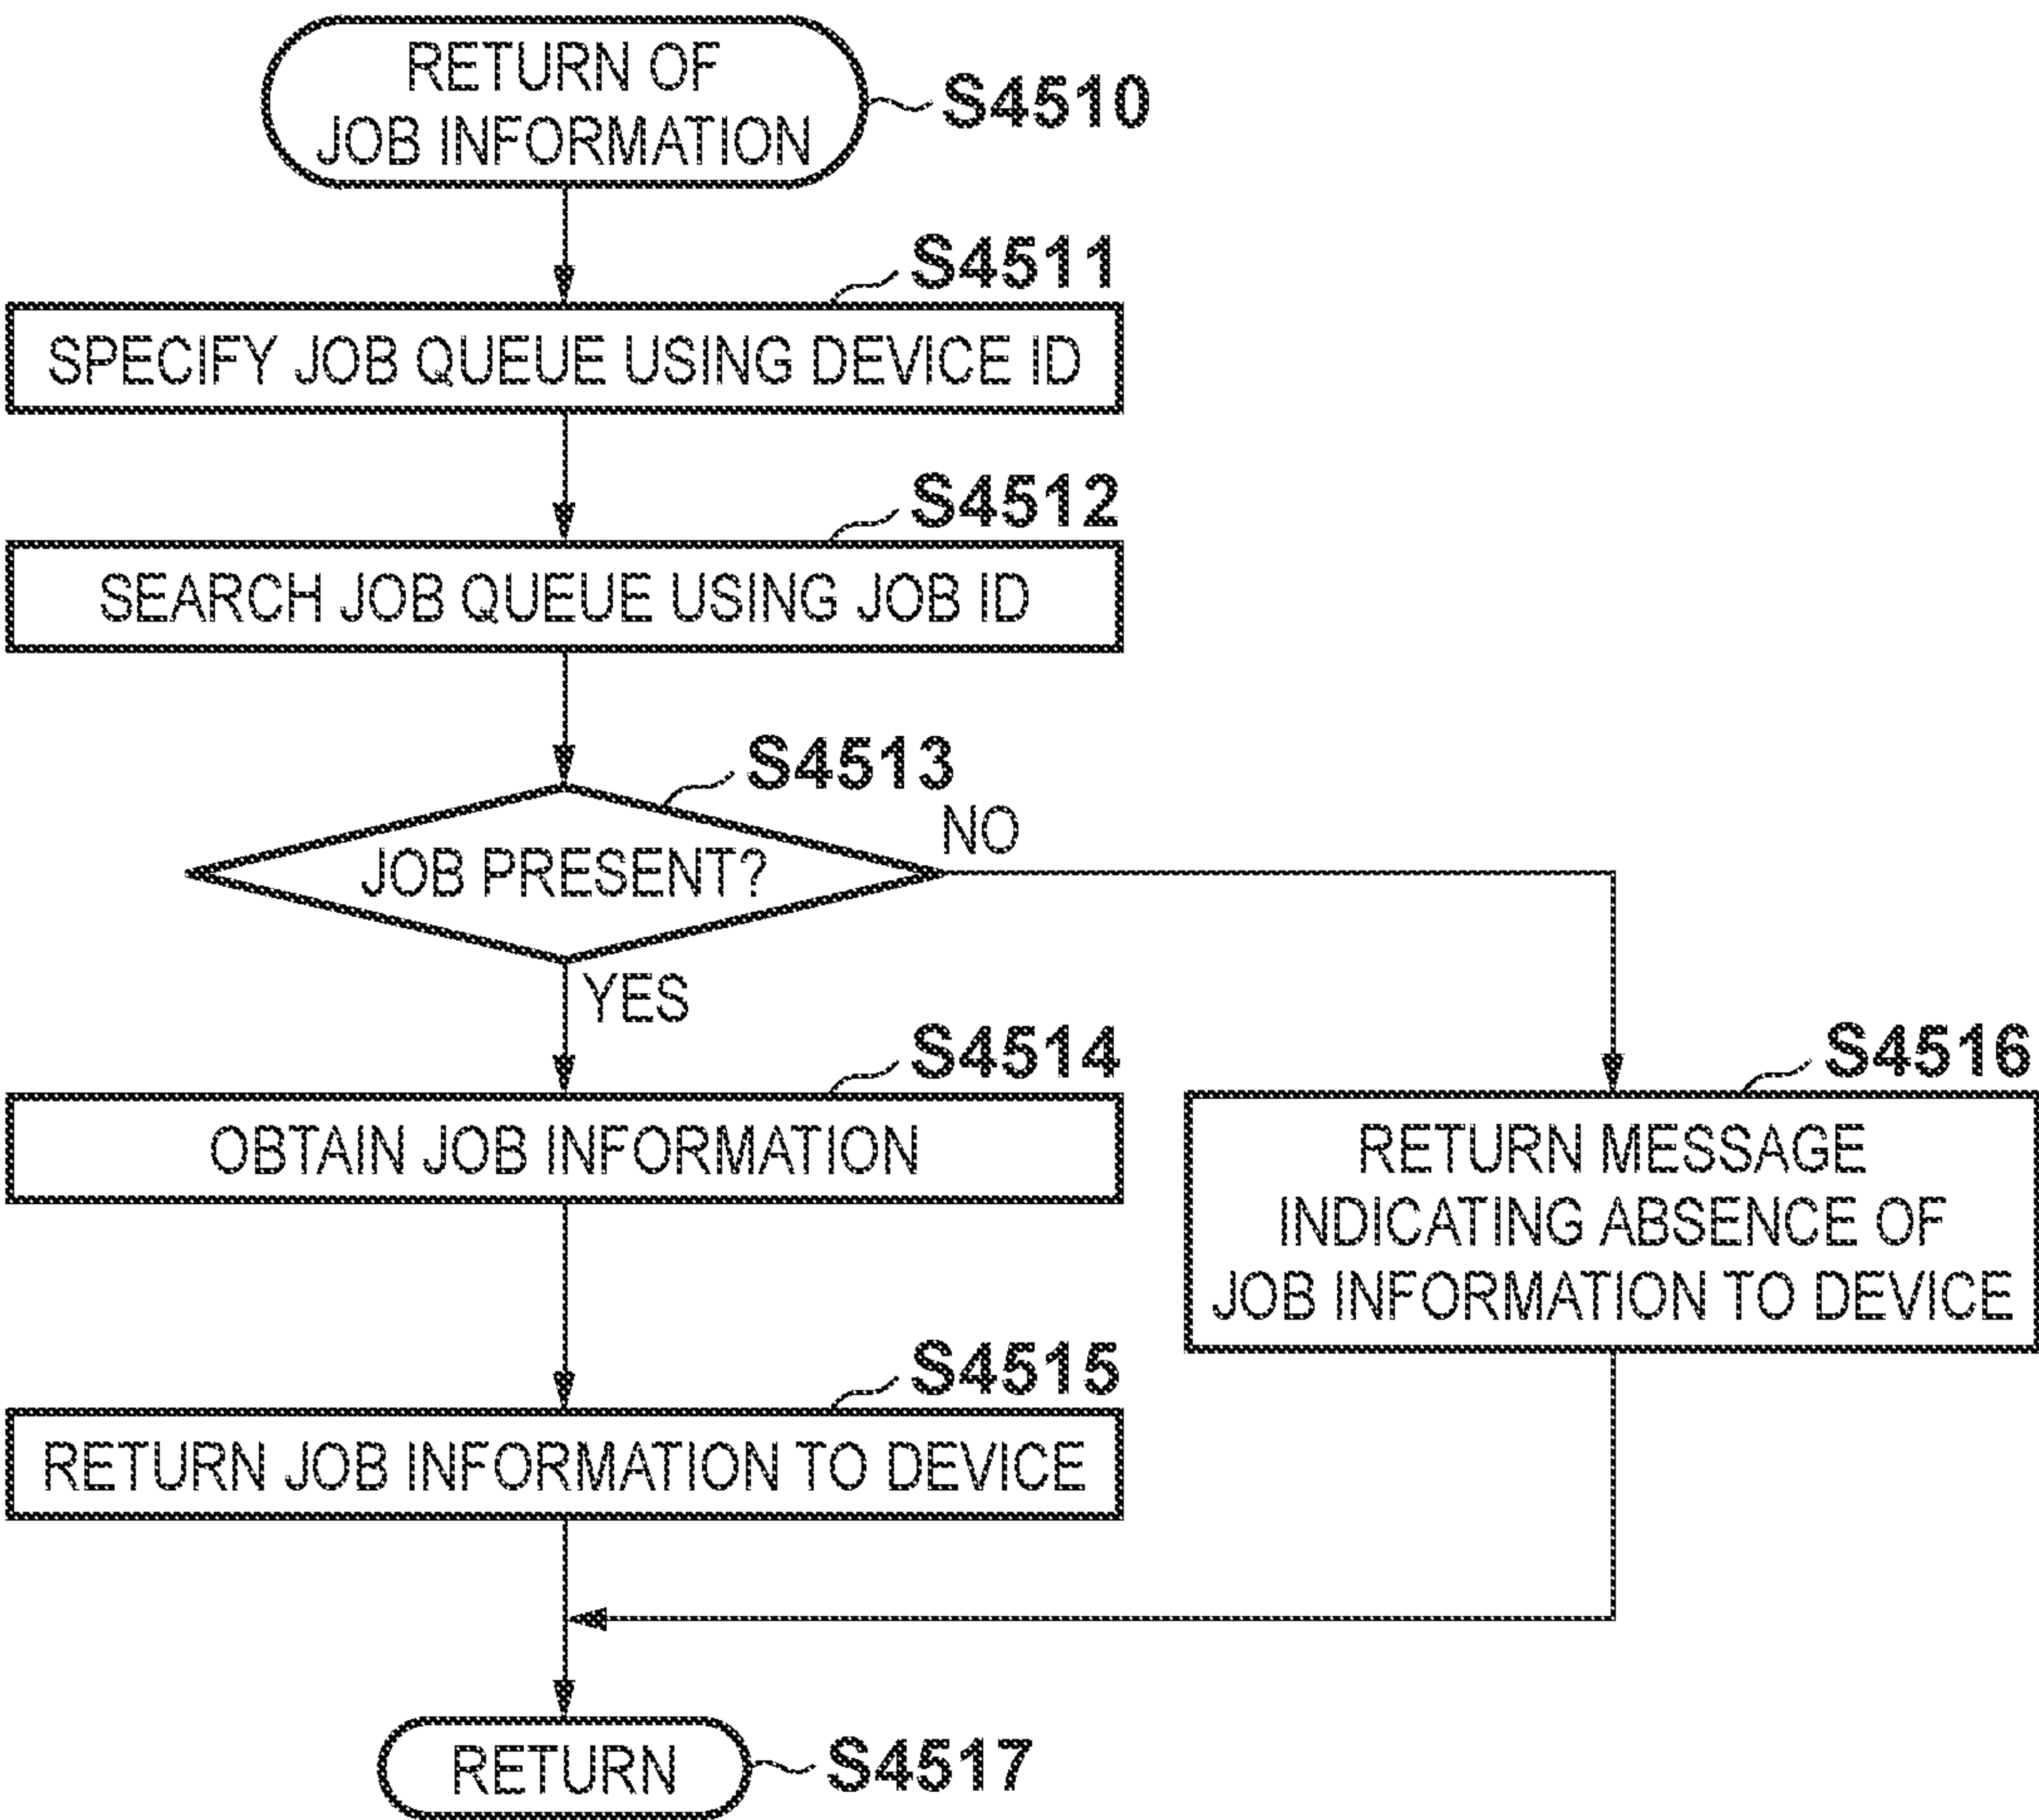 RETURN OF
JOB INFORMATION
S4510
S4511
SPECIFY JOB QUEUE USING DEVICE ID
S4512
SEARCH JOB QUEUE USING JOB ID
S4513
JOB PRESENT?
NO
YES
S4514
OBTAIN JOB INFORMATION
S4516
RETURN MESSAGE
INDICATING ABSENCE OF
JOB INFORMATION TO DEVICE
S4515
RETURN JOB INFORMATION TO DEVICE
RETURN
S4517